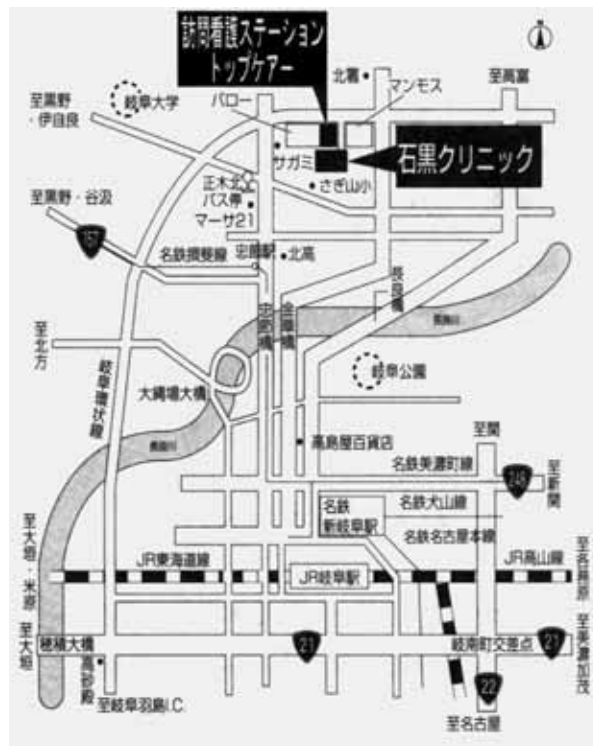 訪問看護ステーション
トップケアー
N
北署
至高富
マンモス
至黒野
・伊自良
岐阜大学
バロー
サガミ
石黒クリニック
正木北
バス停
さぎ山小
マーサ21
至黒野・谷汲
157
名鉄揖斐線
忠節駅
北高
長良橋
忠節橋
金華橋
長良川
至北方
岐阜環状線
大縄場大橋
岐阜公園
長良川
高島屋百貨店
至関
名鉄美濃町線
248
至新関
名鉄
新岐阜駅
名鉄犬山線
名鉄名古屋本線
至大垣・米原
JR東海道線
JR岐阜駅
JR高山線
至各務原
至大垣
穂積大橋
21
岐南町交差点
21
至美濃加茂
高砂殿
22
至岐阜羽島I.C.
至名古屋